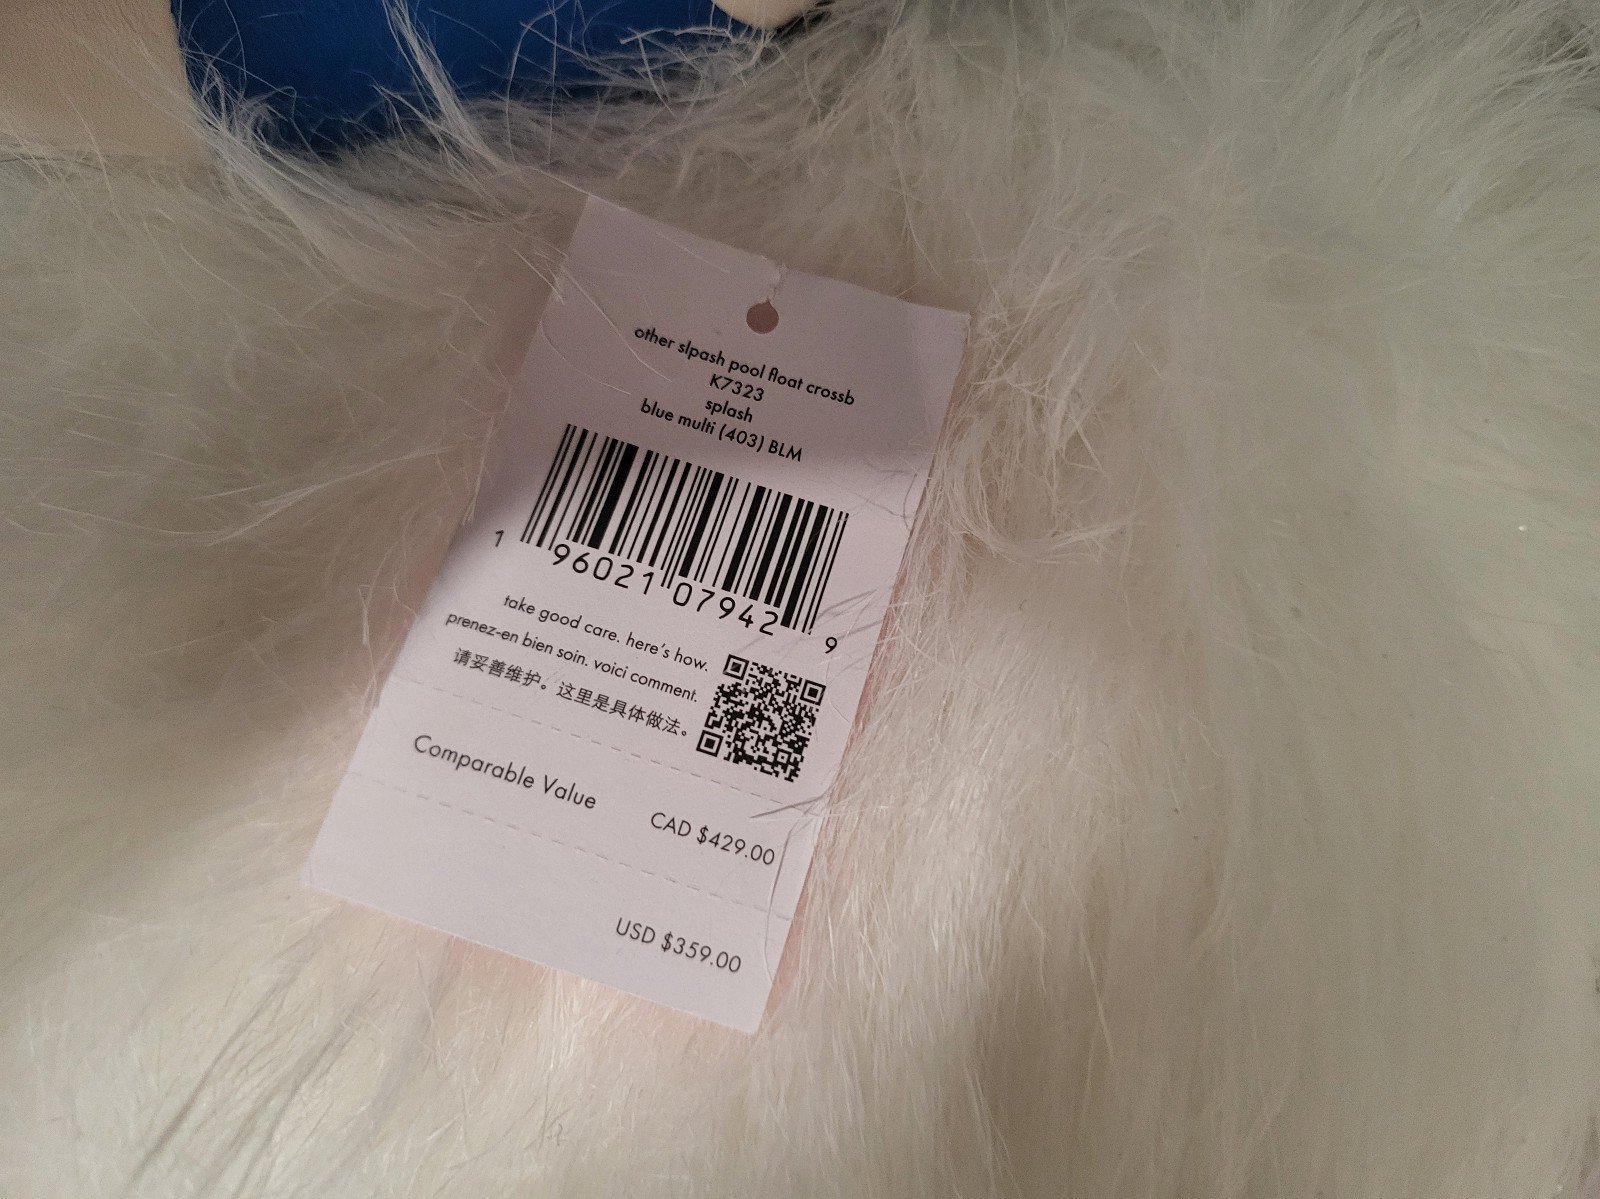 other slpash pool float crossb
K7323
splash
blue multi (403) BLM
1 96021 07942 9
take good care. here's how.
prenez-en bien soin. voici comment.
请妥善维护。这里是具体做法。
Comparable Value
CAD $429.00
USD $359.00